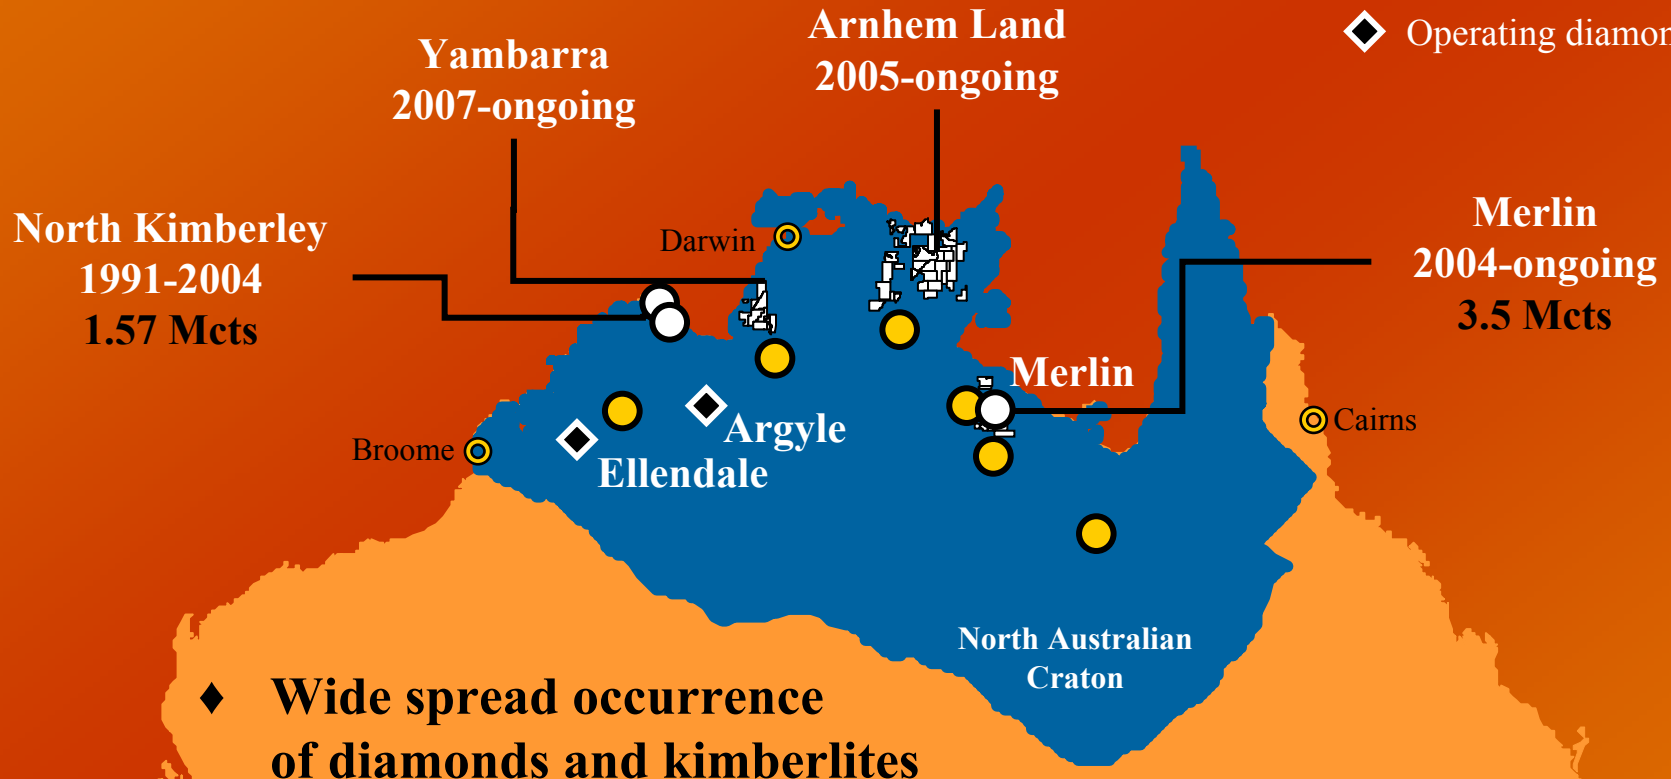 Arnhem Land
2005-ongoing
Operating
Yambarra
2007-ongoing
North Kimberley
1991-2004
1.57 Mcts
Merlin
2004-ongoing
3.5 Mcts
Darwin
Merlin
Argyle
Cairns
Broome
Ellendale
North Australian
Craton
♦ Wide spread occurrence
of diamonds and kimberlites